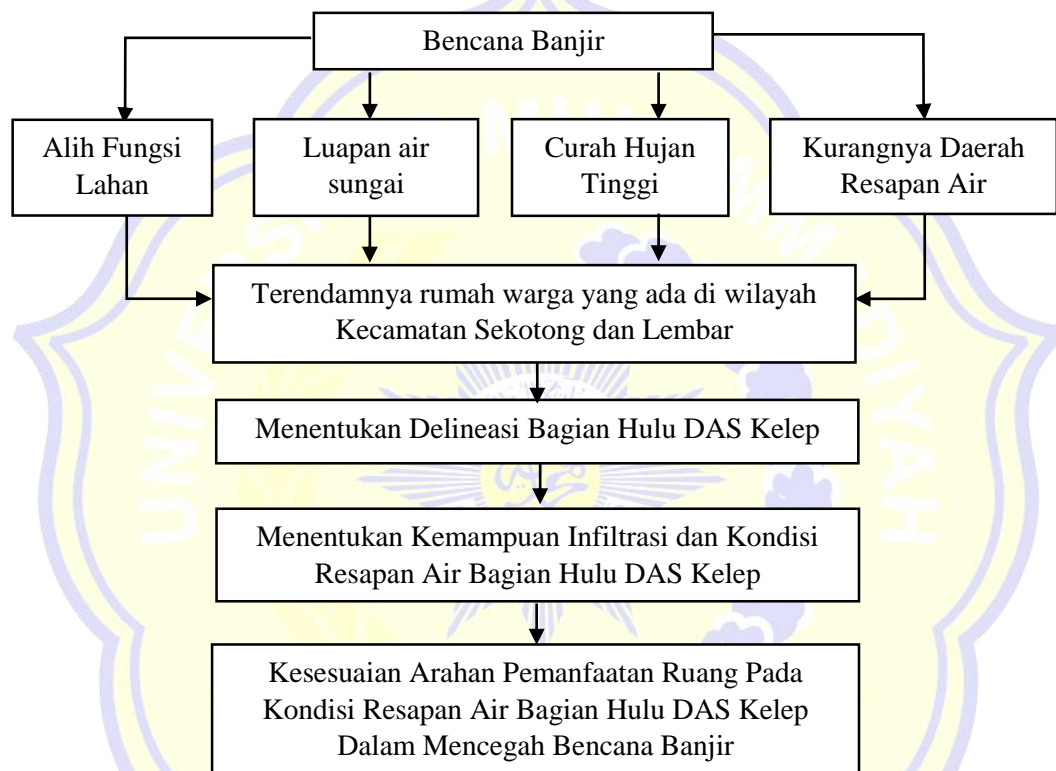 Bencana Banjir
Alih Fungsi
Lahan
Luapan air
sungai
Curah Hujan
Tinggi
Kurangnya Daerah
Resapan Air
Terendamnya rumah warga yang ada di wilayah
Kecamatan Sekotong dan Lembar
Menentukan Delineasi Bagian Hulu DAS Kelep
Menentukan Kemampuan Infiltrasi dan Kondisi
Resapan Air Bagian Hulu DAS Kelep
Kesesuaian Arahan Pemanfaatan Ruang Pada
Kondisi Resapan Air Bagian Hulu DAS Kelep
Dalam Mencegah Bencana Banjir